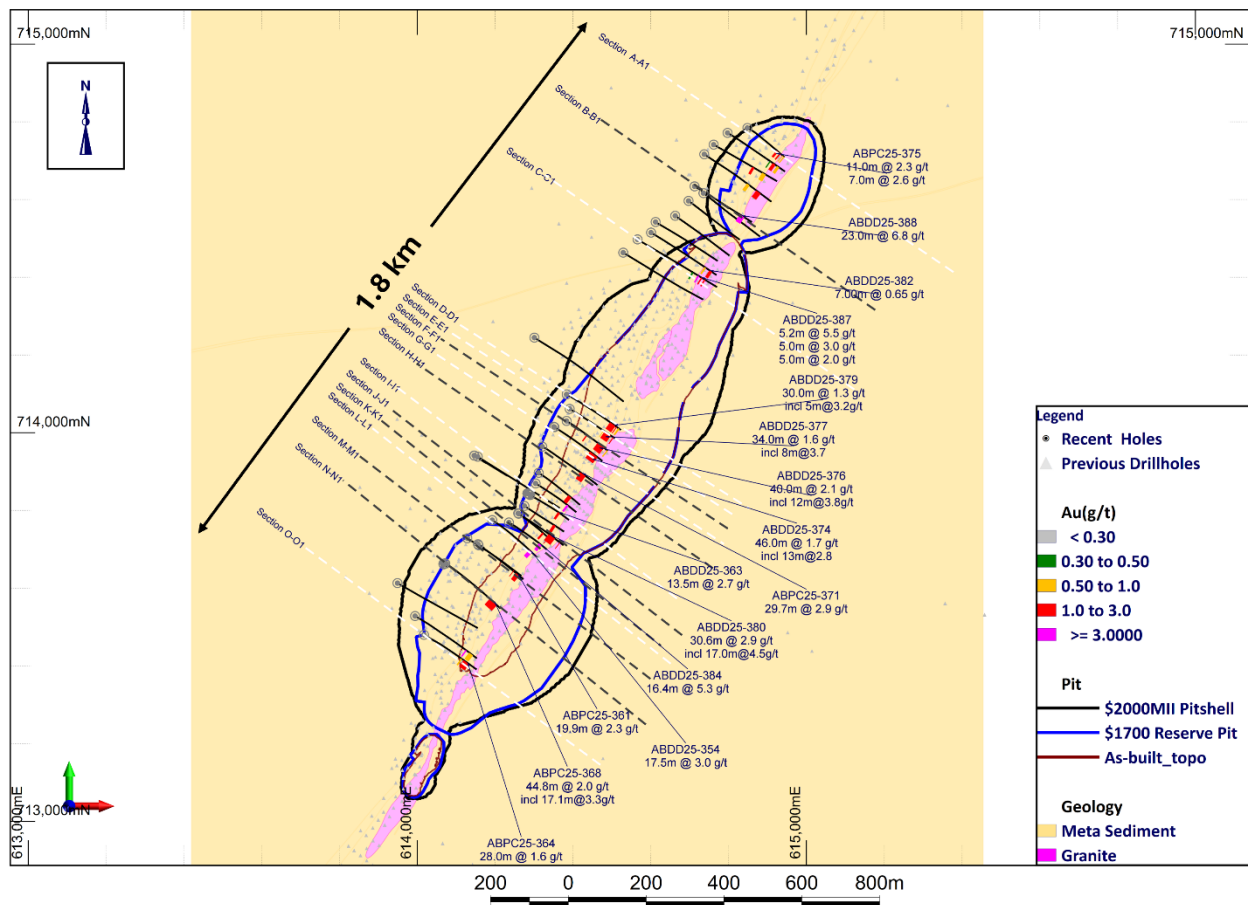 715,000mN
715,000mN
N
Section A-A1
Section B-B1
Section C-C1
1.8 km
ABPC25-375
11.0m @ 2.3 g/t
7.0m @ 2.6 g/t
ABDD25-388
23.0m @ 6.8 g/t
ABDD25-382
7.00m @ 0.65 g/t
ABDD25-387
5.2m @ 5.5 g/t
5.0m @ 3.0 g/t
5.0m @ 2.0 g/t
Section D-D1
Section E-E1
Section F-F1
Section G-G1
Section H-H1
Section I-I1
Section J-J1
Section K-K1
Section L-L1
Section M-M1
Section N-N1
Section O-O1
ABDD25-379
30.0m @ 1.3 g/t
incl 5m@3.2g/t
714,000mN
ABDD25-377
34.0m @ 1.6 g/t
incl 8m@3.7
ABDD25-376
40.0m @ 2.1 g/t
incl 12m@3.8g/t
ABDD25-374
46.0m @ 1.7 g/t
incl 13m@2.8
ABDD25-363
13.5m @ 2.7 g/t
ABPC25-371
29.7m @ 2.9 g/t
ABDD25-380
30.6m @ 2.9 g/t
incl 17.0m@4.5g/t
ABDD25-384
16.4m @ 5.3 g/t
ABPC25-361
19.9m @ 2.3 g/t
ABDD25-354
17.5m @ 3.0 g/t
ABPC25-368
44.8m @ 2.0 g/t
incl 17.1m@3.3g/t
ABPC25-364
28.0m @ 1.6 g/t
713,000mN
613,000mE
614,000mE
615,000mE
Legend
Recent Holes
Previous Drillholes
Au(g/t)
< 0.30
0.30 to 0.50
0.50 to 1.0
1.0 to 3.0
>= 3.0000
Pit
$2000MII Pitshell
$1700 Reserve Pit
As-built_topo
Geology
Meta Sediment
Granite
200 0 200 400 600 800m